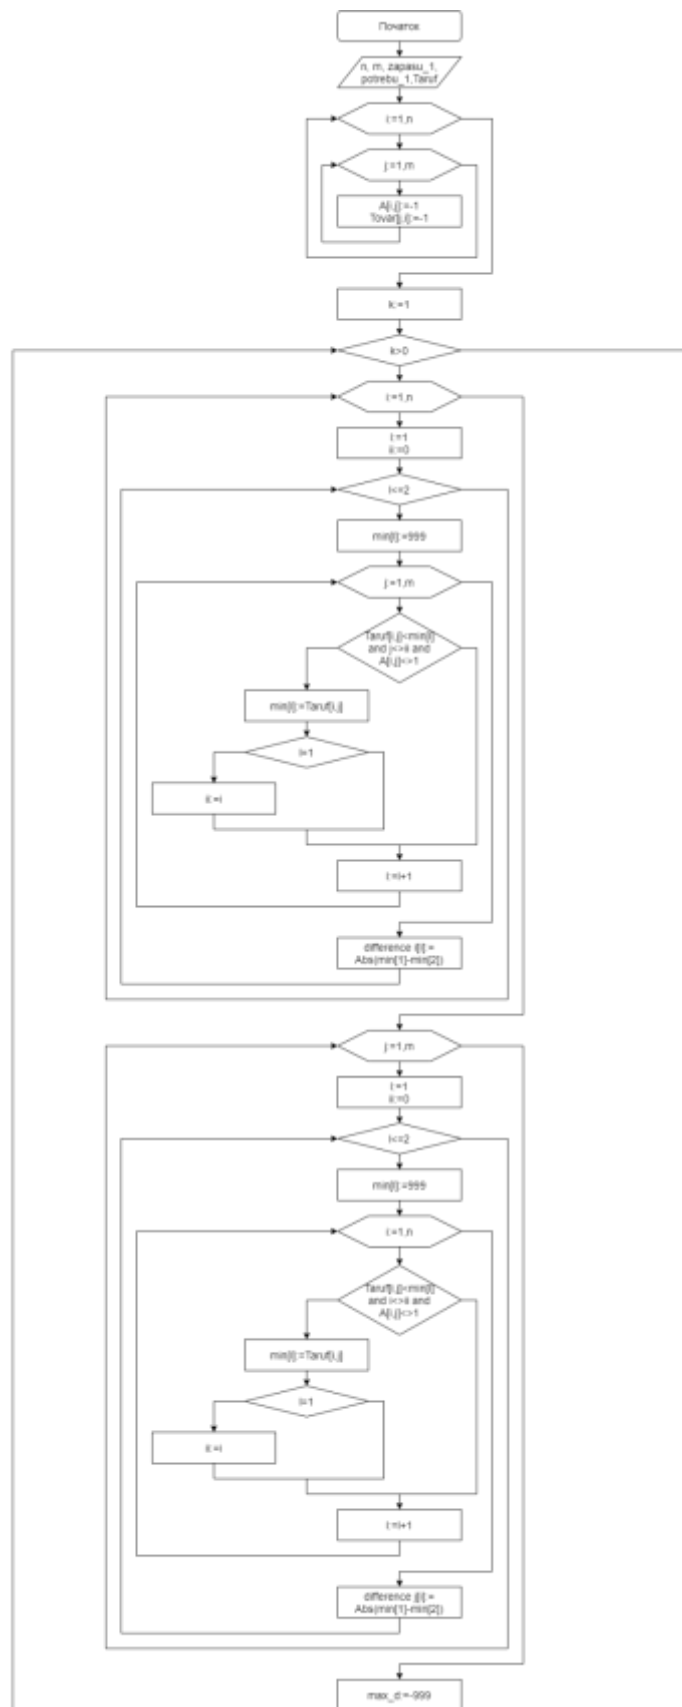 Початок
n, m, zapasu_1,
potrebu_1,Taruf
i:=1,n
j:=1,m
A[i,j]:=-1
Tovar[j,i]:=-1
k:=1
k>0
i:=1,n
l:=1
ii:=0
l<=2
min[l]:=999
j:=1,m
Taruf[i,j]<min[l]
and j<>ii and
A[i,j]<>1
min[l]:=Taruf[i,j]
l=1
ii:=i
l:=l+1
difference i[i] =
Abs(min[1]-min[2])
j:=1,m
l:=1
ii:=0
l<=2
min[l]:=999
i:=1,n
Taruf[i,j]<min[l]
and i<>ii and
A[i,j]<>1
min[l]:=Taruf[i,j]
l=1
ii:=i
l:=l+1
difference j[i] =
Abs(min[1]-min[2])
max_d:=-999